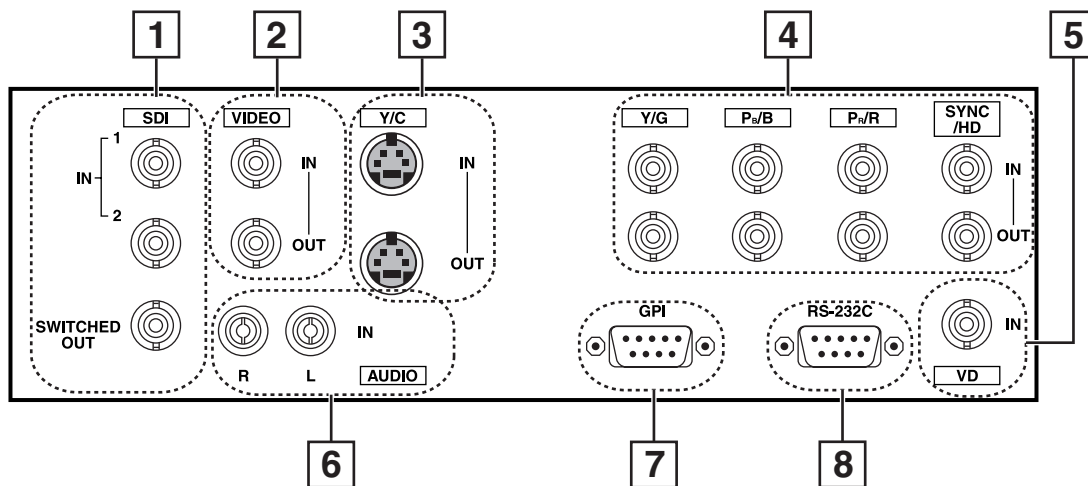 1 2 3 4 5
SDI VIDEO Y/C Y/G PB/B PR/R SYNC
/HD
1
IN IN IN IN
2
OUT OUT OUT
SWITCHED
OUT
IN GPI RS-232C IN
R L AUDIO VD
6 7 8